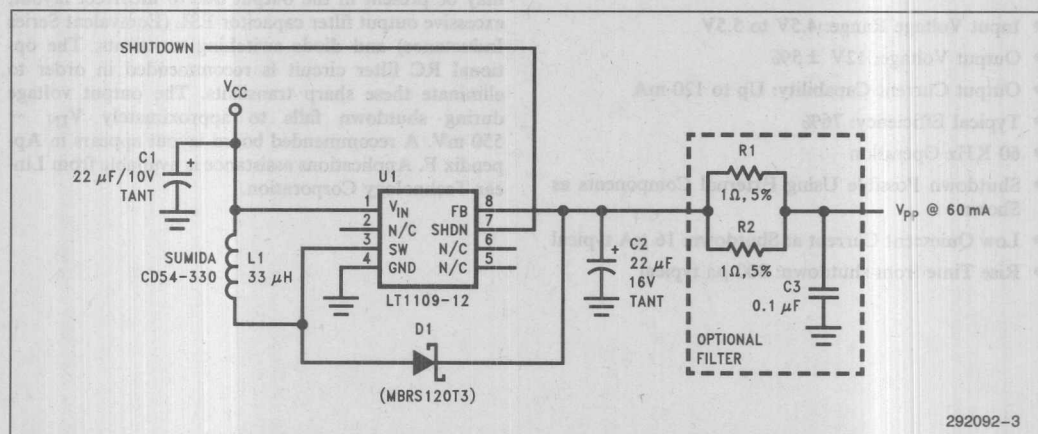 SHUTDOWN
VCC
C1
22 μF/10V
TANT
+
U1
1 VIN
2 N/C
3 SW
4 GND
FB 8
SHDN 7
N/C 6
N/C 5
LT1109-12
SUMIDA
CD54-330
L1
33 μH
D1
(MBRS120T3)
+
C2
22 μF
16V
TANT
R1
1Ω, 5%
R2
1Ω, 5%
C3
0.1 μF
OPTIONAL
FILTER
VPP @ 60mA
292092-3